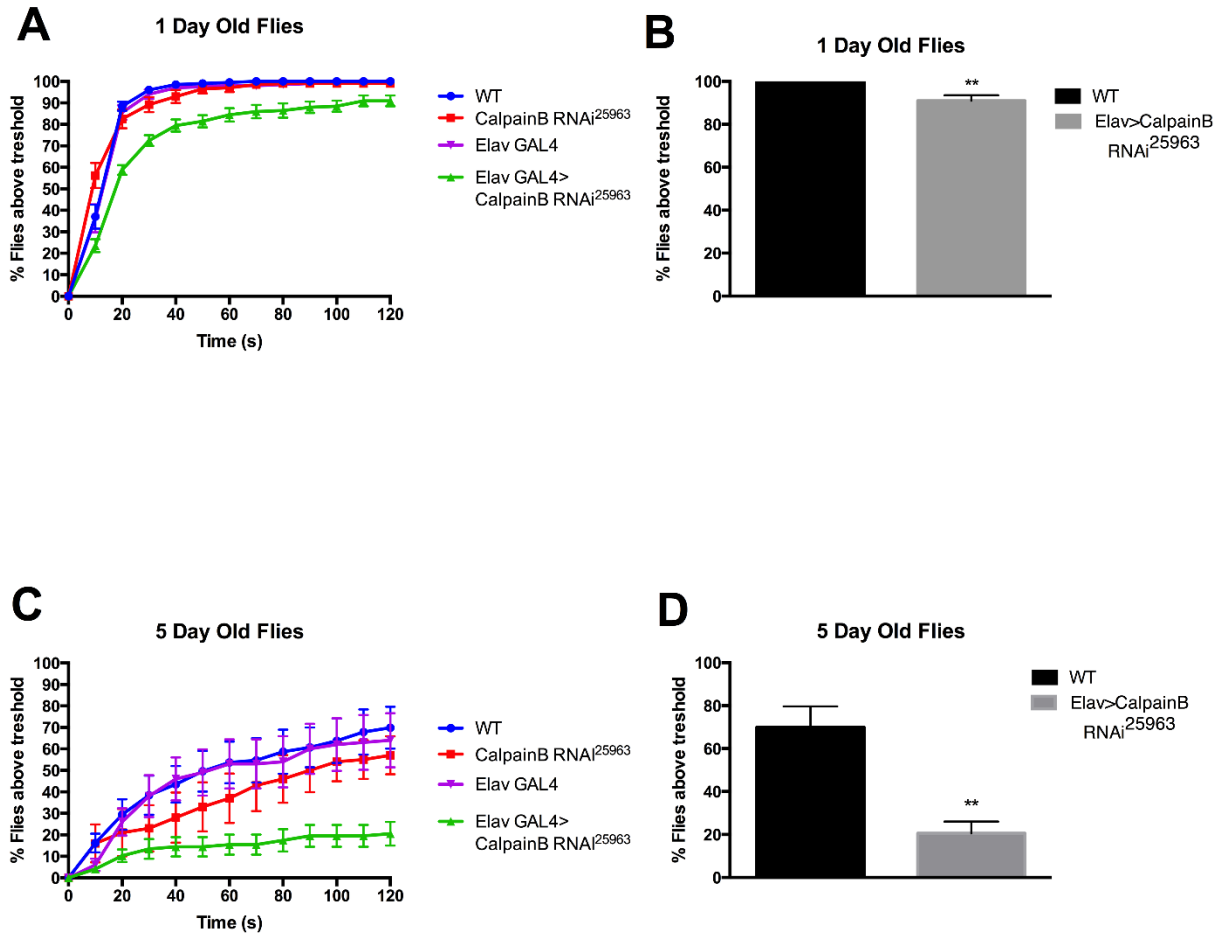 A
1 Day Old Flies
% Flies above treshold
100
90
80
70
60
50
40
30
20
10
0
0 20 40 60 80 100 120
Time (s)
WT
CalpainB RNAi25963
Elav GAL4
Elav GAL4>
CalpainB RNAi25963
B
1 Day Old Flies
% Flies above treshold
100
80
60
40
20
0
**
WT
Elav>CalpainB
RNAi25963
C
5 Day Old Flies
% Flies above treshold
100
90
80
70
60
50
40
30
20
10
0
0 20 40 60 80 100 120
Time (s)
WT
CalpainB RNAI25963
Elav GAL4
Elav GAL4>
CalpainB RNAI25963
D
5 Day Old Flies
% Flies above treshold
100
80
60
40
20
0
**
WT
Elav>CalpainB
RNAi25963